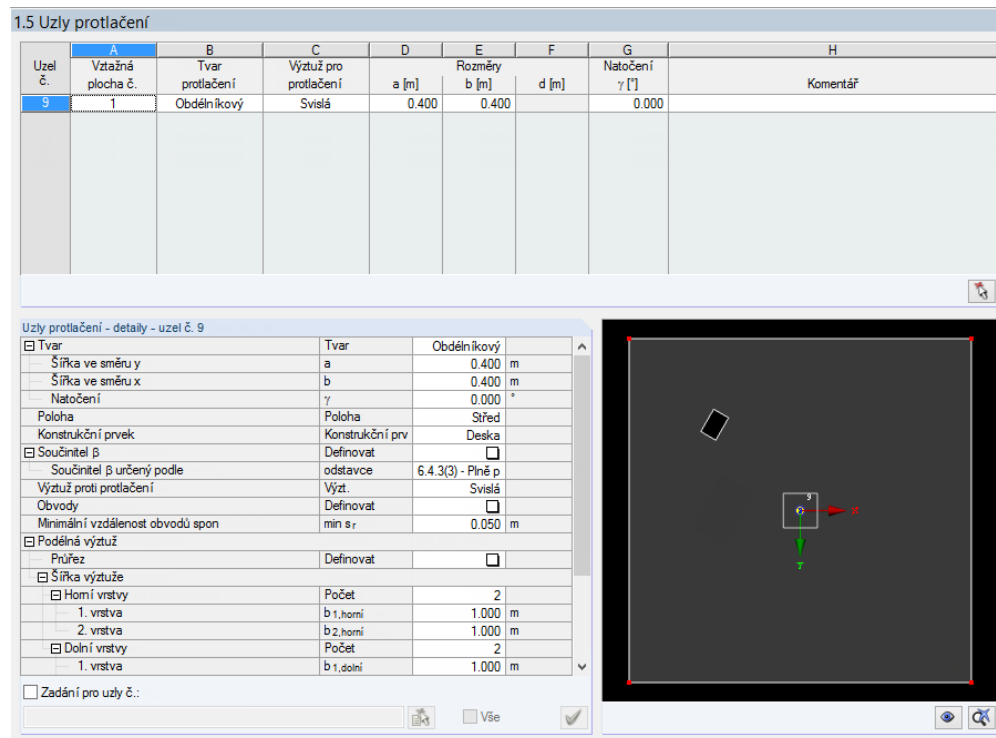 1.5 Uzly protlačení
A B C D E F G H
Uzel Vztažná Tvar Výztuž pro Rozměry Natočení
č. plocha č. protlačení protlačení a [m] b [m] d [m] γ [°] Komentář
9 1 Obdélníkový Svislá 0.400 0.400 0.000
Uzly protlačení - detaily - uzel č. 9
Tvar Tvar Obdélníkový
Šířka ve směru y a 0.400 m
Šířka ve směru x b 0.400 m
Natočení γ 0.000 °
Poloha Poloha Střed
Konstrukční prvek Konstrukční prv Deska
Součinitel β Definovat
Součinitel β určený podle odstavce 6.4.3(3) - Plně p
Výztuž proti protlačení Výzt. Svislá
Obvody Definovat
Minimální vzdálenost obvodů spon min sr 0.050 m
Podélná výztuž
Průřez Definovat
Šířka výztuže
Horní vrstvy Počet 2
1. vrstva b1,horní 1.000 m
2. vrstva b2,horní 1.000 m
Dolní vrstvy Počet 2
1. vrstva b1,dolní 1.000 m
Zadání pro uzly č.:
Vše
9
X
Y